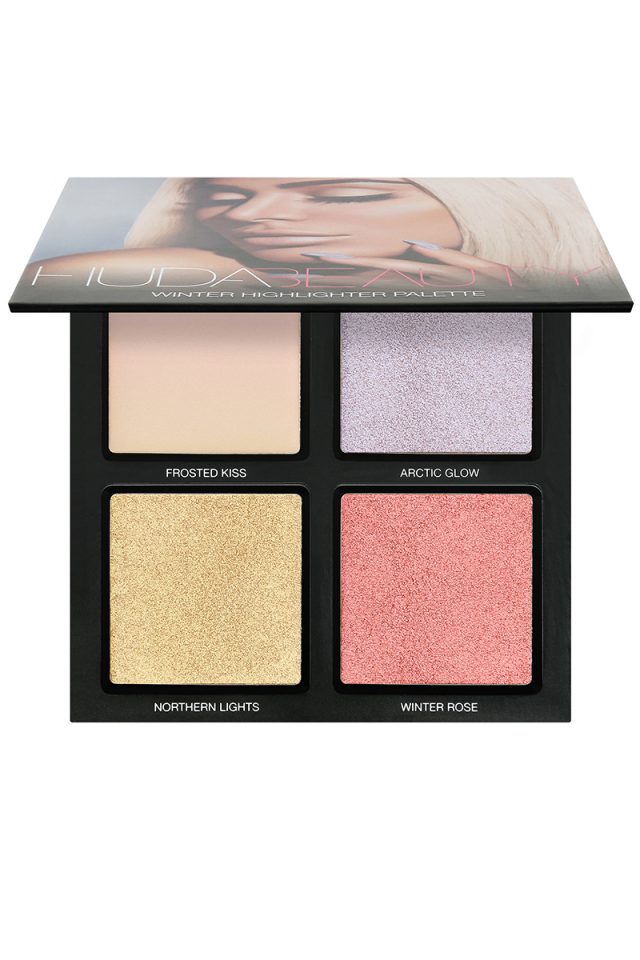 HUDABEAUTY
WINTER HIGHLIGHTER PALETTE
FROSTED KISS
ARCTIC GLOW
NORTHERN LIGHTS
WINTER ROSE